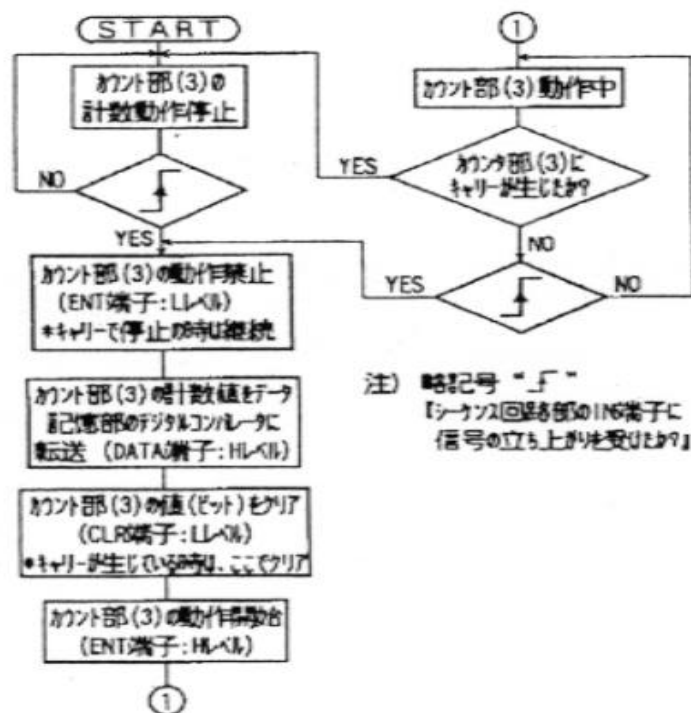 START
カウント部(3)の
計数動作停止
NO
YES
カウント部(3)の動作禁止
(ENT端子:Lレベル)
*キャリーで停止の時は継続
カウント部(3)の計数値をデータ
記憶部のデジタルコンパレータに
転送 (DATA端子:Hレベル)
カウント部(3)の値(ビット)をクリア
(CLR端子:Lレベル)
*キャリーが生じている時は、ここでクリア
カウント部(3)の動作開始
(ENT端子:Hレベル)
1
1
カウント部(3)動作中
YES
カウンタ部(3)に
キャリーが生じたか?
NO
YES
NO
注) 略記号 " "
『シーケンス回路部のINS端子に
信号の立ち上がりを受けたか?』